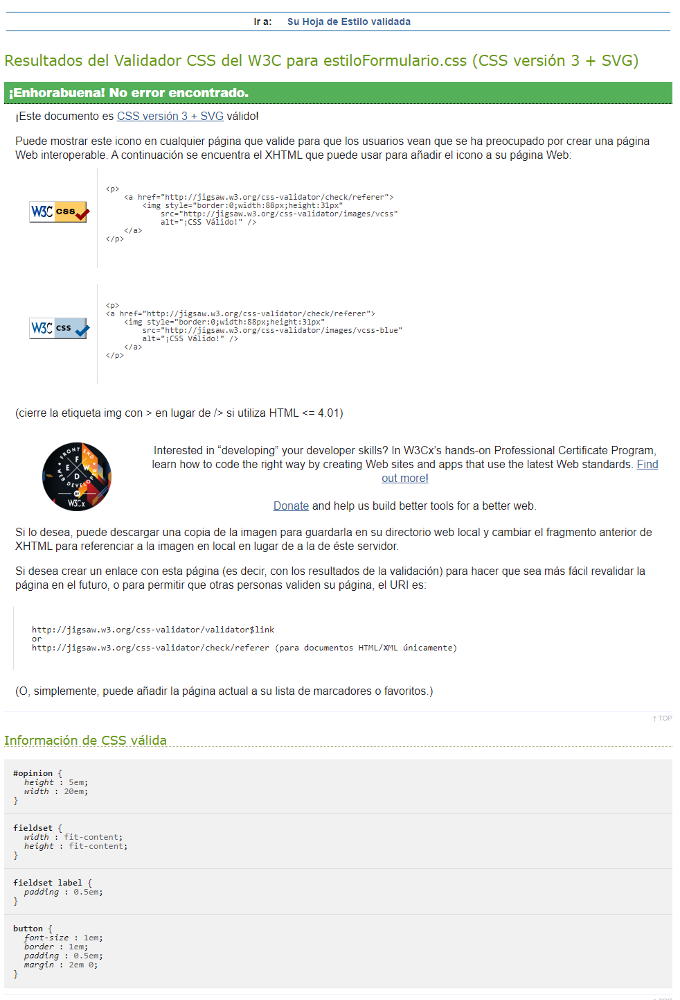 Ir a: Su Hoja de Estilo validada
Resultados del Validador CSS del W3C para estiloFormulario.css (CSS versión 3 + SVG)
¡Enhorabuena! No error encontrado.
¡Este documento es CSS versión 3 + SVG válido!
Puede mostrar este icono en cualquier página que valide para que los usuarios vean que se ha preocupado por crear una página
Web interoperable. A continuación se encuentra el XHTML que puede usar para añadir el icono a su página Web:
W3C css
<p>
<a href="http://jigsaw.w3.org/css-validator/check/referer">
<img style="border:0;width:88px;height:31px"
src="http://jigsaw.w3.org/css-validator/images/vcss"
alt="¡CSS Válido!" />
</a>
</p>
W3C css
<p>
<a href="http://jigsaw.w3.org/css-validator/check/referer">
<img style="border:0;width:88px;height:31px"
src="http://jigsaw.w3.org/css-validator/images/vcss-blue"
alt="¡CSS Válido!" />
</a>
</p>
(cierre la etiqueta img con > en lugar de /> si utiliza HTML <= 4.01)
FRONT END
WEB DEVELOPER
F
E W
D
W3Cx
Interested in “developing” your developer skills? In W3Cx’s hands-on Professional Certificate Program,
learn how to code the right way by creating Web sites and apps that use the latest Web standards. Find
out more!
Donate and help us build better tools for a better web.
Si lo desea, puede descargar una copia de la imagen para guardarla en su directorio web local y cambiar el fragmento anterior de
XHTML para referenciar a la imagen en local en lugar de a la de éste servidor.
Si desea crear un enlace con esta página (es decir, con los resultados de la validación) para hacer que sea más fácil revalidar la
página en el futuro, o para permitir que otras personas validen su página, el URI es:
http://jigsaw.w3.org/css-validator/validator$link
or
http://jigsaw.w3.org/css-validator/check/referer (para documentos HTML/XML únicamente)
(O, simplemente, puede añadir la página actual a su lista de marcadores o favoritos.)
↑ TOP
Información de CSS válida
#opinion {
height : 5em;
width : 20em;
}
fieldset {
width : fit-content;
height : fit-content;
}
fieldset label {
padding : 0.5em;
}
button {
font-size : 1em;
border : 1em;
padding : 0.5em;
margin : 2em 0;
}